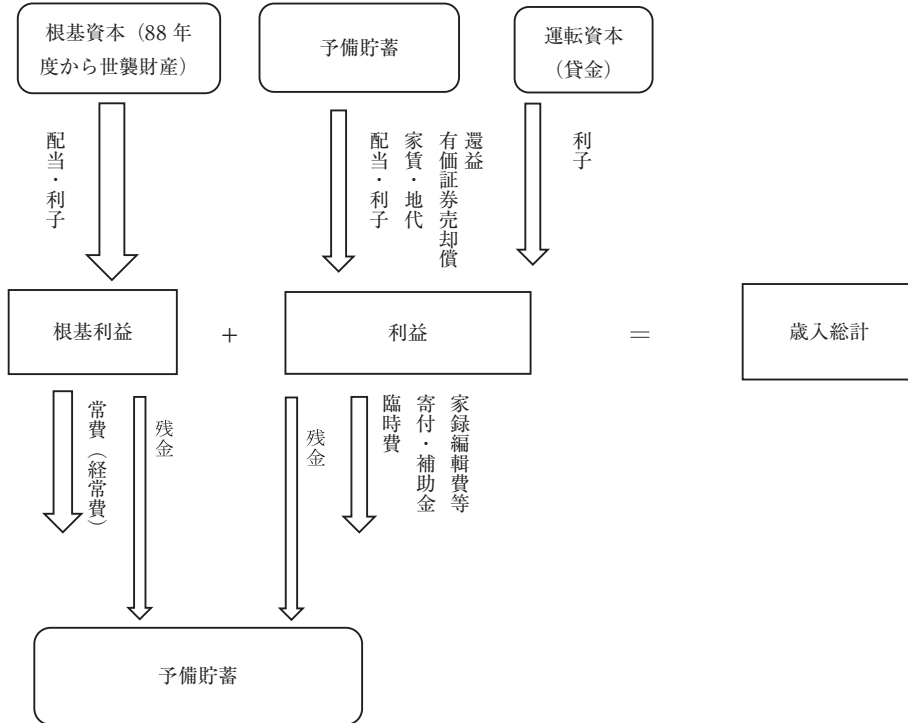 根基資本（88 年
度から世襲財産）
予備貯蓄
運転資本
（貸金）
配当・利子
還益
有価証券売却償
家賃・地代
配当・利子
利子
根基利益
+
利益
＝
歳入総計
常費（経常費）
残金
残金
家録編輯費等
寄付・補助金
臨時費
予備貯蓄